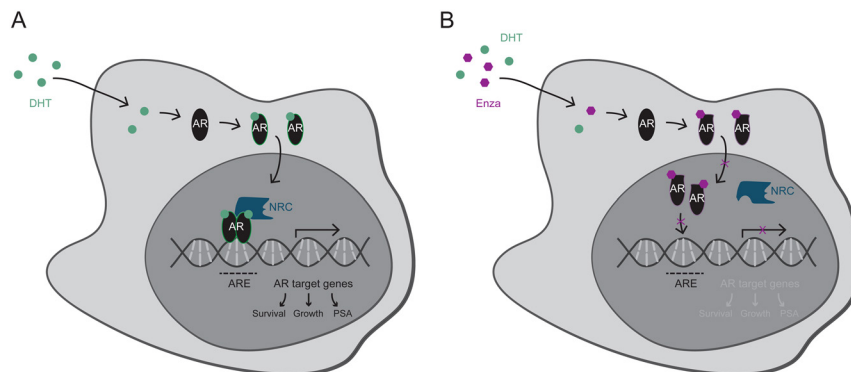 A
DHT
AR
AR
AR
NRC
AR
ARE
AR target genes
Survival
Growth
PSA
B
DHT
Enza
AR
AR
AR
AR
AR
NRC
ARE
AR target genes
Survival
Growth
PSA